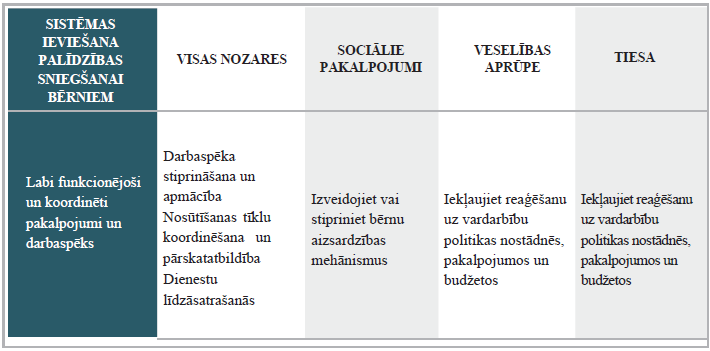 SISTĒMAS
IEVIEŠANA
PALĪDZĪBAS
SNIEGŠANAI
BĒRNIEM
VISAS NOZARES
SOCIĀLIE
PAKALPOJUMI
VESELĪBAS
APRŪPE
TIESA
Labi funkcionējoši
un koordinēti
pakalpojumi un
darbaspēks
Darbaspēka
stiprināšana un
apmācība
Nosūtīšanas tīklu
koordinēšana un
pārskatatbildība
Dienestu
līdzāsatrašanās
Izveidojiet vai
stipriniet bērnu
aizsardzības
mehānismus
Iekļaujiet reaģēšanu
uz vardarbību
politikas nostādnēs,
pakalpojumos un
budžetos
Iekļaujiet reaģēšanu
uz vardarbību
politikas nostādnēs,
pakalpojumos un
budžetos